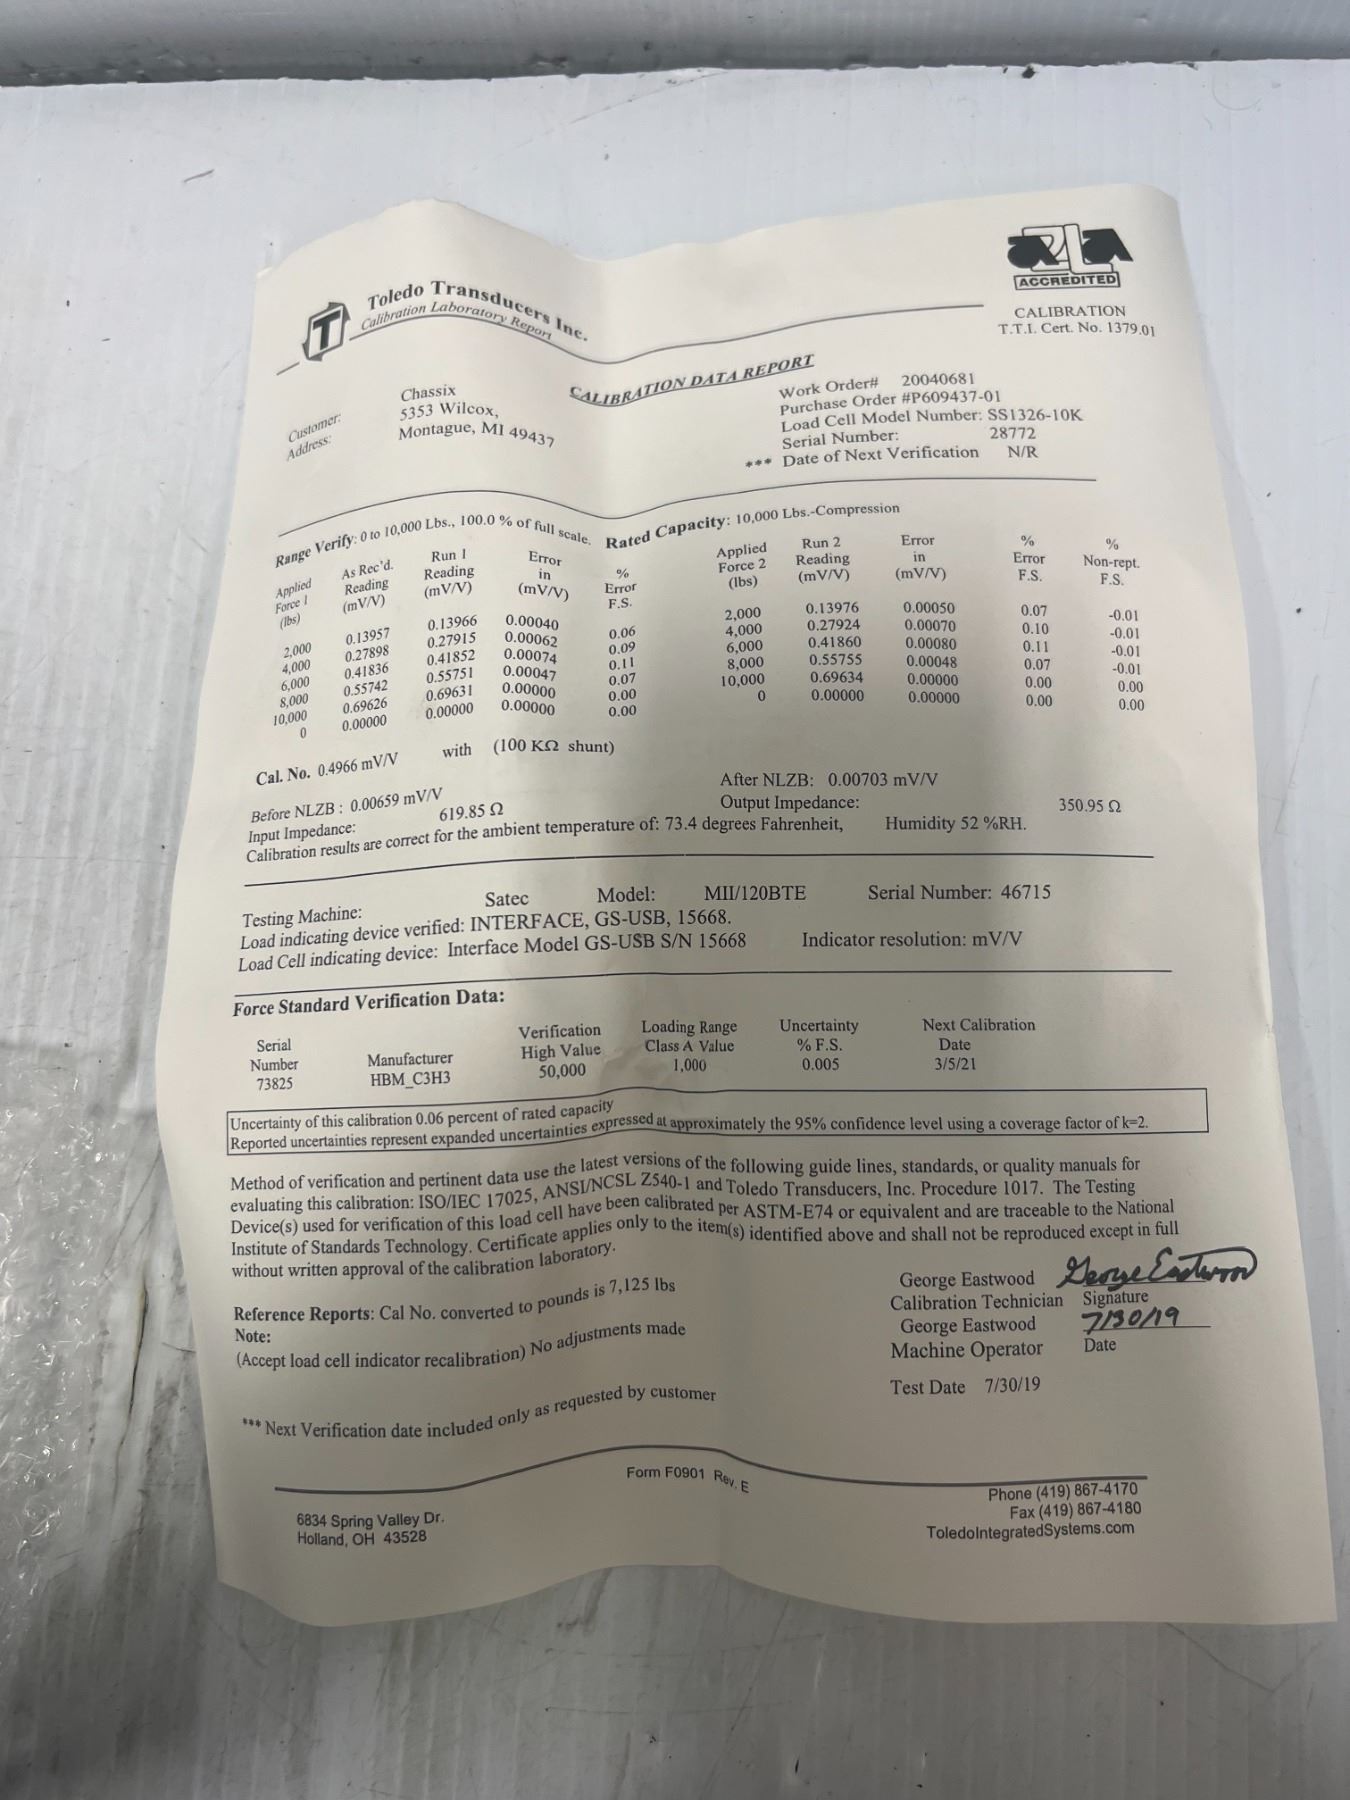 T
Toledo Transducers Inc.
Calibration Laboratory Report
A2LA
ACCREDITED
CALIBRATION
T.T.I. Cert. No. 1379.01
CALIBRATION DATA REPORT
Customer: Chassix
Address: 5353 Wilcox,
Montague, MI 49437
Work Order# 20040681
Purchase Order #P609437-01
Load Cell Model Number: SS1326-10K
Serial Number: 28772
*** Date of Next Verification N/R
Range Verify: 0 to 10,000 Lbs., 100.0 % of full scale. Rated Capacity: 10,000 Lbs.-Compression
Applied Force 1 (lbs) As Rec'd. Reading (mV/V) Run 1 Reading (mV/V) Error in (mV/V) % Error F.S. Applied Force 2 (lbs) Run 2 Reading (mV/V) Error in (mV/V) % Error F.S. % Non-rept. F.S.
2,000 0.13957 0.13966 0.00040 0.06 2,000 0.13976 0.00050 0.07 -0.01
4,000 0.27898 0.27915 0.00062 0.09 4,000 0.27924 0.00070 0.10 -0.01
6,000 0.41836 0.41852 0.00074 0.11 6,000 0.41860 0.00080 0.11 -0.01
8,000 0.55742 0.55751 0.00047 0.07 8,000 0.55755 0.00048 0.07 -0.01
10,000 0.69626 0.69631 0.00000 0.00 10,000 0.69634 0.00000 0.00 0.00
0 0.00000 0.00000 0.00000 0.00 0 0.00000 0.00000 0.00 0.00
Cal. No. 0.4966 mV/V with (100 KΩ shunt)
Before NLZB : 0.00659 mV/V After NLZB: 0.00703 mV/V
Input Impedance: 619.85 Ω Output Impedance: 350.95 Ω
Calibration results are correct for the ambient temperature of: 73.4 degrees Fahrenheit, Humidity 52 %RH.
Testing Machine: Satec Model: MII/120BTE Serial Number: 46715
Load indicating device verified: INTERFACE, GS-USB, 15668.
Load Cell indicating device: Interface Model GS-USB S/N 15668 Indicator resolution: mV/V
Force Standard Verification Data:
Serial Number Manufacturer Verification High Value Loading Range Class A Value Uncertainty % F.S. Next Calibration Date
73825 HBM_C3H3 50,000 1,000 0.005 3/5/21
Uncertainty of this calibration 0.06 percent of rated capacity
Reported uncertainties represent expanded uncertainties expressed at approximately the 95% confidence level using a coverage factor of k=2.
Method of verification and pertinent data use the latest versions of the following guide lines, standards, or quality manuals for
evaluating this calibration: ISO/IEC 17025, ANSI/NCSL Z540-1 and Toledo Transducers, Inc. Procedure 1017. The Testing
Device(s) used for verification of this load cell have been calibrated per ASTM-E74 or equivalent and are traceable to the National
Institute of Standards Technology. Certificate applies only to the item(s) identified above and shall not be reproduced except in full
without written approval of the calibration laboratory.
Reference Reports: Cal No. converted to pounds is 7,125 lbs
Note:
(Accept load cell indicator recalibration) No adjustments made
*** Next Verification date included only as requested by customer
George Eastwood George Eastwood
Calibration Technician Signature
George Eastwood 7/30/19
Machine Operator Date
Test Date 7/30/19
Form F0901 Rev. E
6834 Spring Valley Dr.
Holland, OH 43528
Phone (419) 867-4170
Fax (419) 867-4180
ToledoIntegratedSystems.com